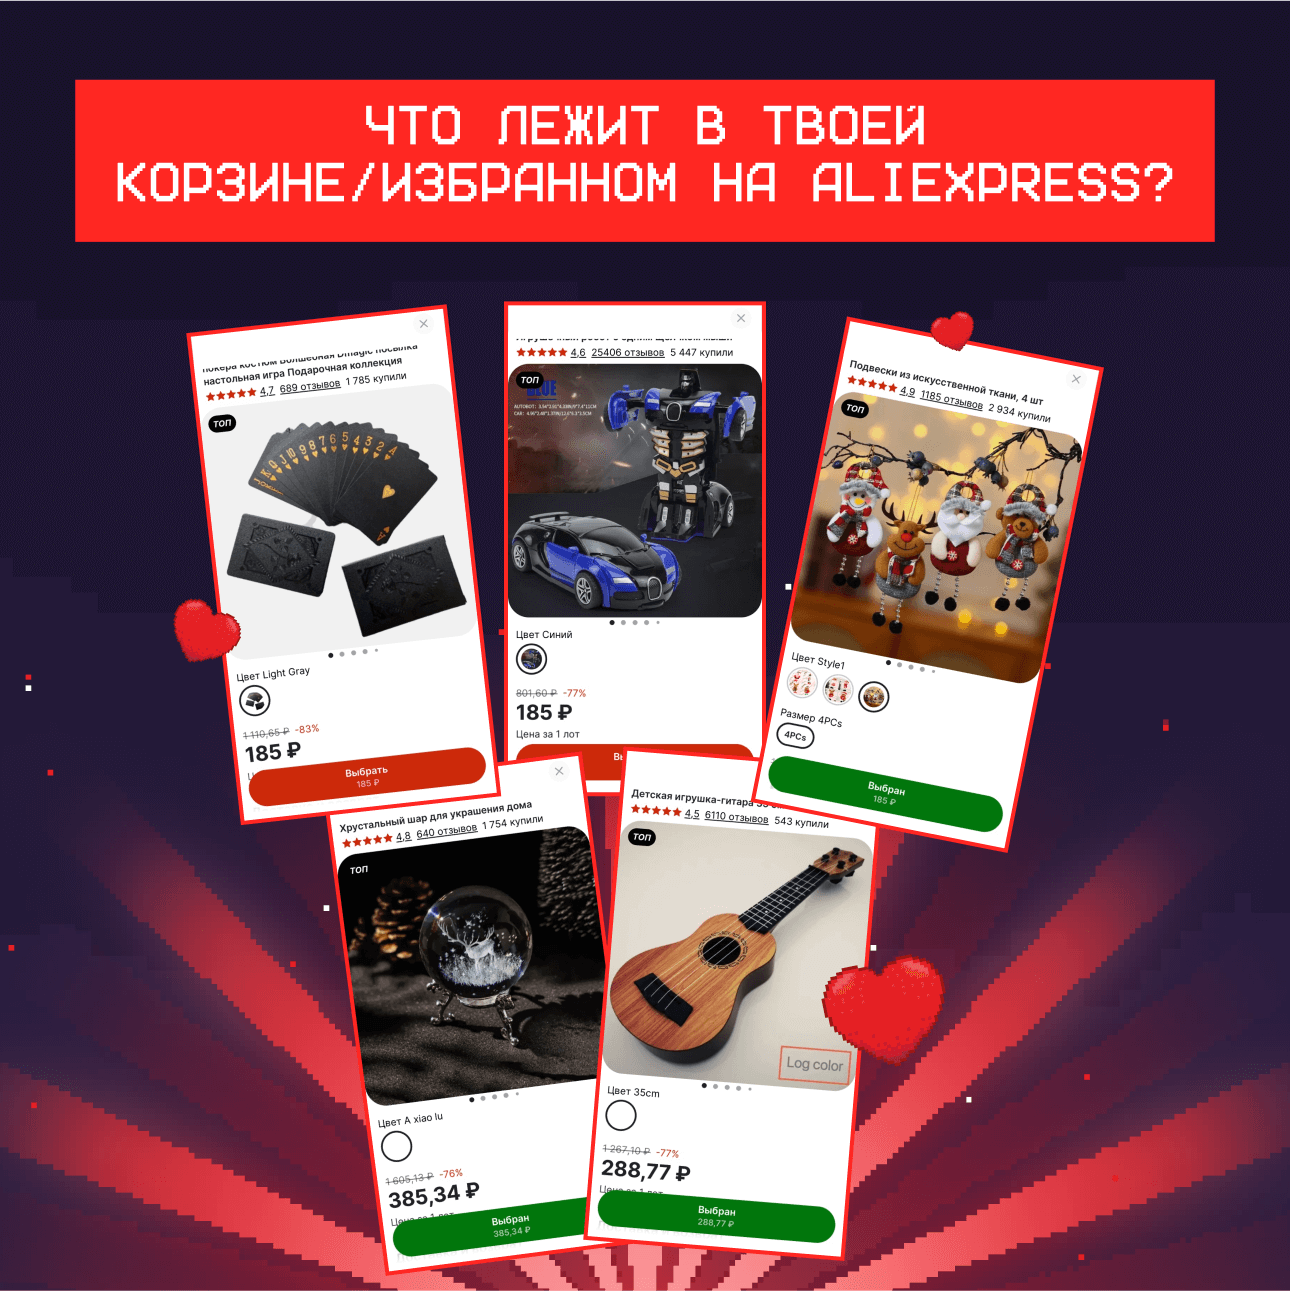 ЧТО ЛЕЖИТ В ТВОЕЙ
КОРЗИНЕ/ИЗБРАННОМ НА ALIEXPRESS?
настольная игра Подарочная коллекция
4,7 689 отзывов 1 785 купили
ТОП
Цвет Light Gray
1 110,65 ₽ -83%
185 ₽
Выбрать
185 ₽
4,6 25406 отзывов 5 447 купили
ТОП
BLUE
Цвет Синий
801,60 ₽ -77%
185 ₽
Цена за 1 лот
Подвески из искусственной ткани, 4 шт
4,9 1185 отзывов 2 934 купили
ТОП
Цвет Style1
Размер 4PCs
4PCs
Выбран
185 ₽
Хрустальный шар для украшения дома
4,8 640 отзывов 1 754 купили
ТОП
Цвет A xiao lu
1 605,13 ₽ -76%
385,34 ₽
Выбран
385,34 ₽
Детская игрушка-гитара
4,5 6110 отзывов 543 купили
ТОП
Log color
Цвет 35cm
1 267,10 ₽ -77%
288,77 ₽
Выбран
288,77 ₽